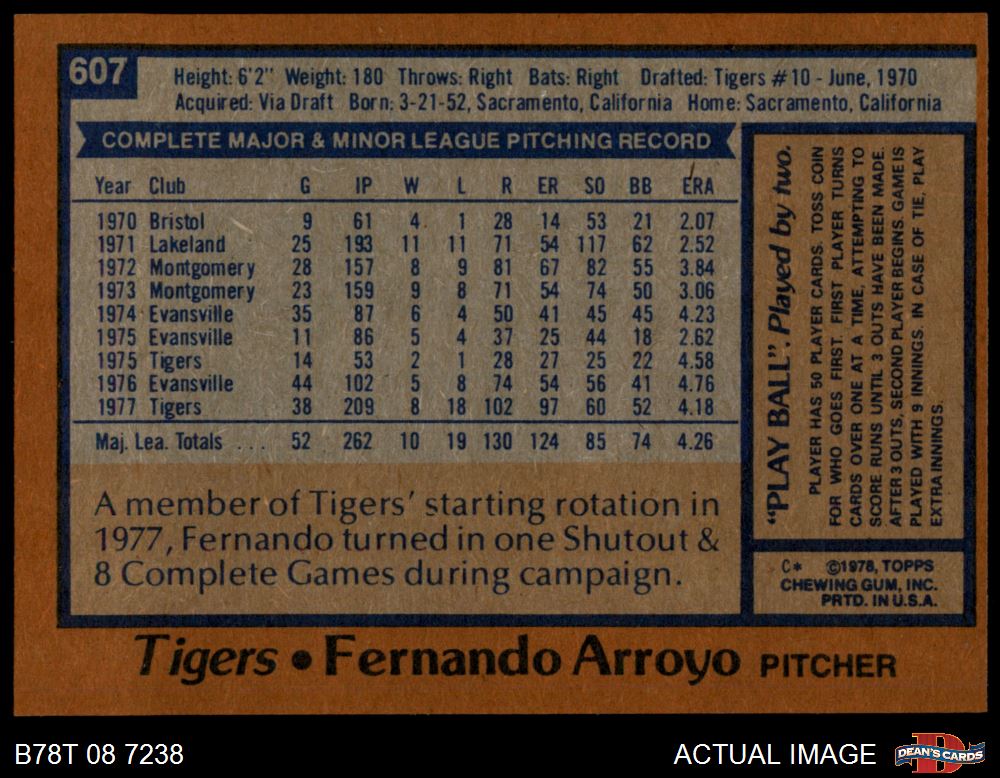 607
Height: 6'2" Weight: 180 Throws: Right Bats: Right Drafted: Tigers #10 - June, 1970
Acquired: Via Draft Born: 3-21-52, Sacramento, California Home: Sacramento, California
COMPLETE MAJOR & MINOR LEAGUE PITCHING RECORD
Year Club G IP W L R ER SO BB ERA
1970 Bristol 9 61 4 1 28 14 53 21 2.07
1971 Lakeland 25 193 11 11 71 54 117 62 2.52
1972 Montgomery 28 157 8 9 81 67 82 55 3.84
1973 Montgomery 23 159 9 8 71 54 74 50 3.06
1974 Evansville 35 87 6 4 50 41 45 45 4.23
1975 Evansville 11 86 5 4 37 25 44 18 2.62
1975 Tigers 14 53 2 1 28 27 25 22 4.58
1976 Evansville 44 102 5 8 74 54 56 41 4.76
1977 Tigers 38 209 8 18 102 97 60 52 4.18
Maj. Lea. Totals .... 52 262 10 19 130 124 85 74 4.26
A member of Tigers' starting rotation in
1977, Fernando turned in one Shutout &
8 Complete Games during campaign.
"PLAY BALL". Played by two.
PLAYER HAS 50 PLAYER CARDS. TOSS COIN
FOR WHO GOES FIRST. FIRST PLAYER TURNS
CARDS OVER ONE AT A TIME, ATTEMPTING TO
SCORE RUNS UNTIL 3 OUTS HAVE BEEN MADE.
AFTER 3 OUTS, SECOND PLAYER BEGINS. GAME IS
PLAYED WITH 9 INNINGS. IN CASE OF TIE, PLAY
EXTRA INNINGS.
C* ©1978, TOPPS
CHEWING GUM, INC.
PRTD. IN U.S.A.
Tigers • Fernando Arroyo PITCHER
B78T 08 7238
ACTUAL IMAGE
D
DEAN'S CARDS